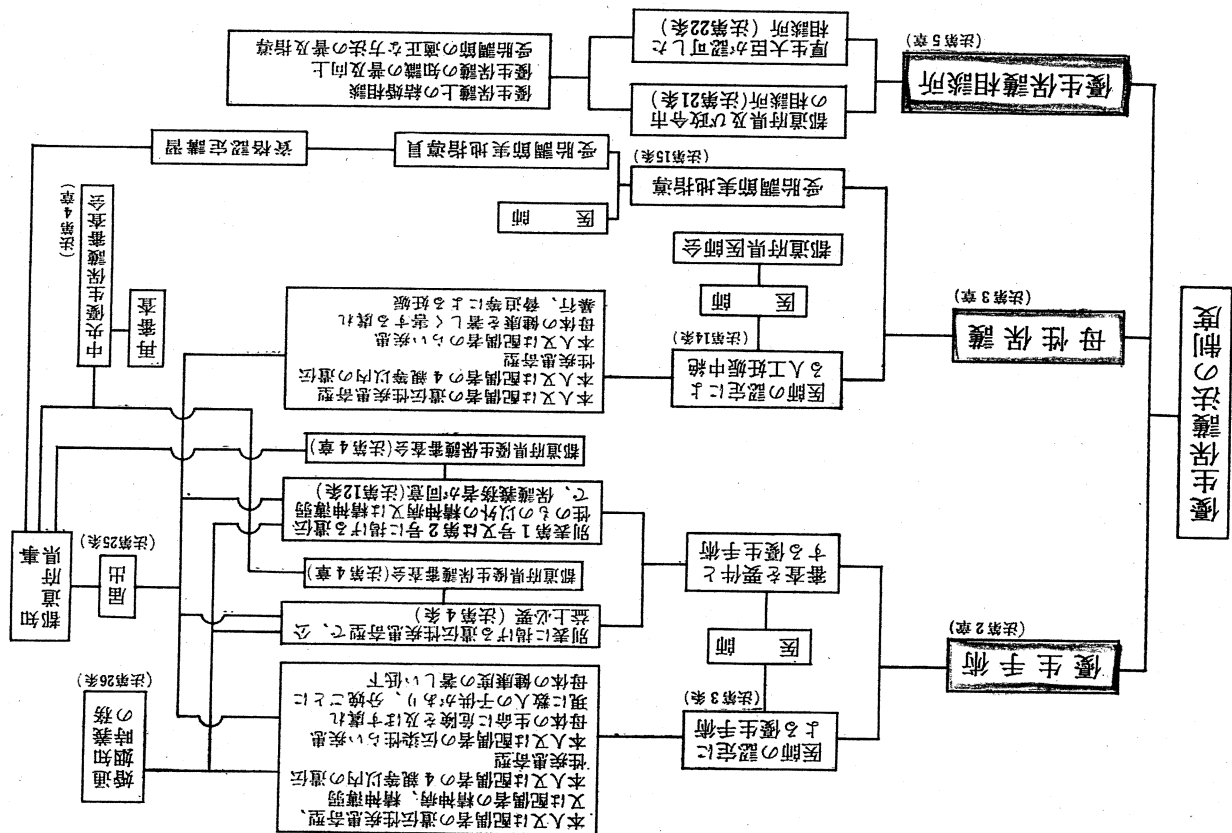 優生保護法の制度
優生手術
(法第2章)
医師の認定に
よる優生手術
(法第3条)
本人又は配偶者の遺伝性疾患奇型、
又は配偶者の精神病、精神薄弱
本人又は配偶者の4親等以内の遺伝
性疾患奇型
本人又は配偶者の伝染性らい疾患
母体の生命に危険を及ぼす虞れ
現に数人の子供があり、分娩ごとに
母体の健康度の著しい低下
婚姻時
通知義務
の
(法第26条)
医師
審査を要件と
する優生手術
別表に掲げる遺伝性疾患奇型で、公
益上必要(法第4条)
都道府県優生保護審査会(法第4章)
別表第1号又は第2号に掲げる遺伝
性のもの以外の精神病又は精神薄弱
で、保護義務者が同意(法第12条)
都道府県優生保護審査会(法第4章)
届出
(法第25条)
都道府県
知事
母性保護
(法第3章)
医師の認定によ
る人工妊娠中絶
(法第14条)
本人又は配偶者の遺伝性疾患奇型
本人又は配偶者の4親等以内の遺伝
性疾患奇型
本人又は配偶者のらい疾患
母体の健康を著しく害する虞れ
暴行、脅迫等による妊娠
医師
都道府県医師会
再審査
中央優生保護審査会
(法第4章)
受胎調節実地指導
(法第15条)
医師
受胎調節実地指導員
資格認定講習
優生保護相談所
(法第5章)
都道府県及び政令市
の相談所(法第21条)
厚生大臣が認可した
相談所(法第22条)
優生保護上の結婚相談
優生保護の知識の普及向上
受胎調節の適正な方法の普及指導